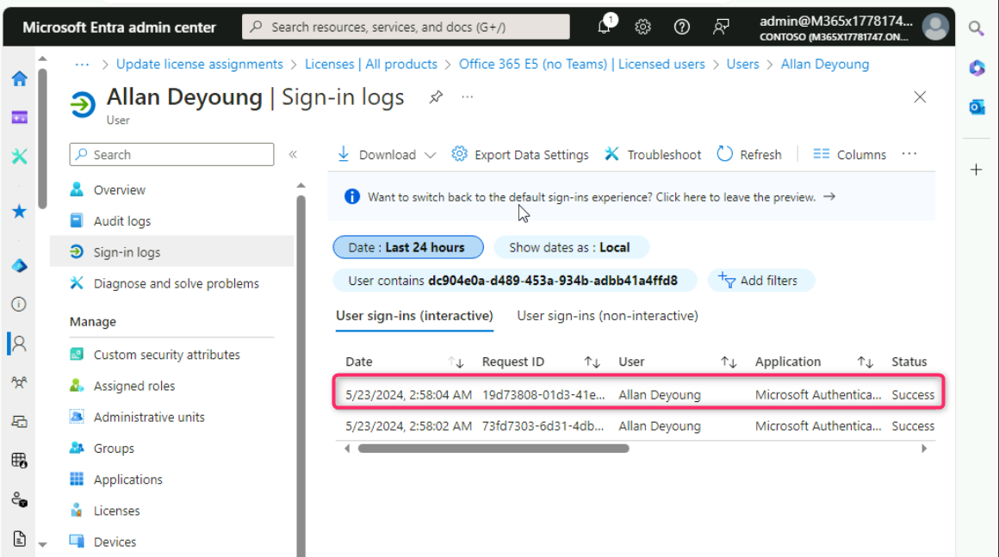 Microsoft Entra admin center
Search resources, services, and docs (G+/)
1
admin@M365x1778174...
CONTOSO (M365X17781747.ON...
... > Update license assignments > Licenses | All products > Office 365 E5 (no Teams) | Licensed users > Users > Allan Deyoung
Allan Deyoung | Sign-in logs
User
Search
Overview
Audit logs
Sign-in logs
Diagnose and solve problems
Manage
Custom security attributes
Assigned roles
Administrative units
Groups
Applications
Licenses
Devices
Download Export Data Settings Troubleshoot Refresh Columns ...
Want to switch back to the default sign-ins experience? Click here to leave the preview. →
Date : Last 24 hours Show dates as : Local
User contains dc904e0a-d489-453a-934b-adbb41a4ffd8 Add filters
User sign-ins (interactive) User sign-ins (non-interactive)
Date Request ID User Application Status
5/23/2024, 2:58:04 AM 19d73808-01d3-41e... Allan Deyoung Microsoft Authentica... Success
5/23/2024, 2:58:02 AM 73fd7303-6d31-4db... Allan Deyoung Microsoft Authentica... Success